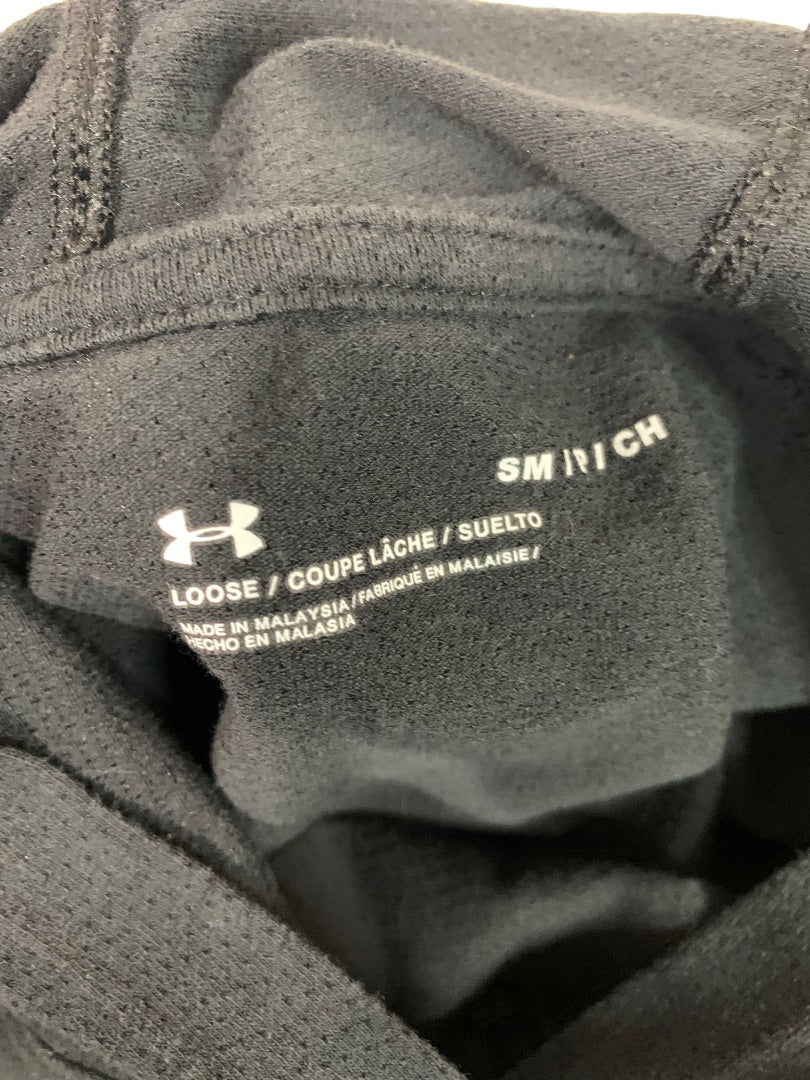 SM / P / CH
LOOSE / COUPE LÂCHE / SUELTO
MADE IN MALAYSIA / FABRIQUÉ EN MALAISIE /
HECHO EN MALASIA